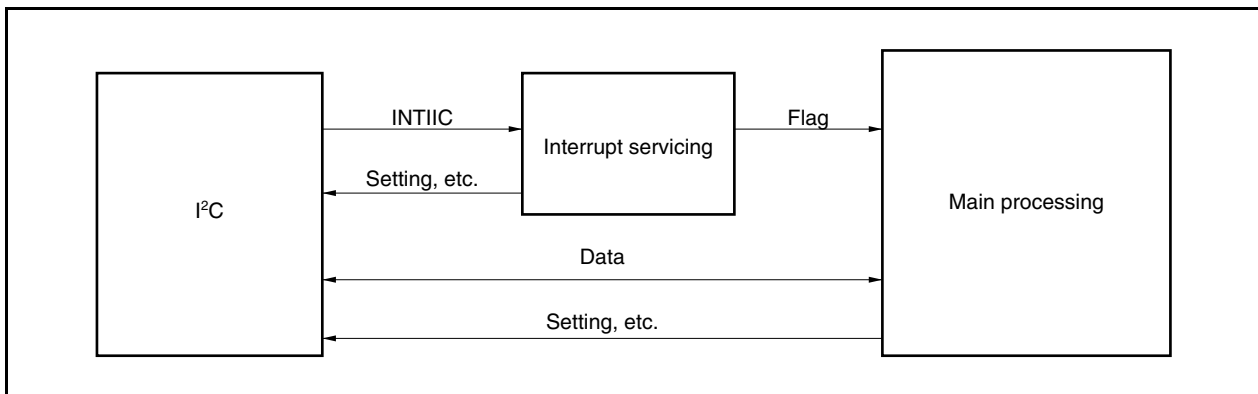 INTIIC
Flag
Interrupt servicing
Setting, etc.
I²C
Main processing
Data
Setting, etc.